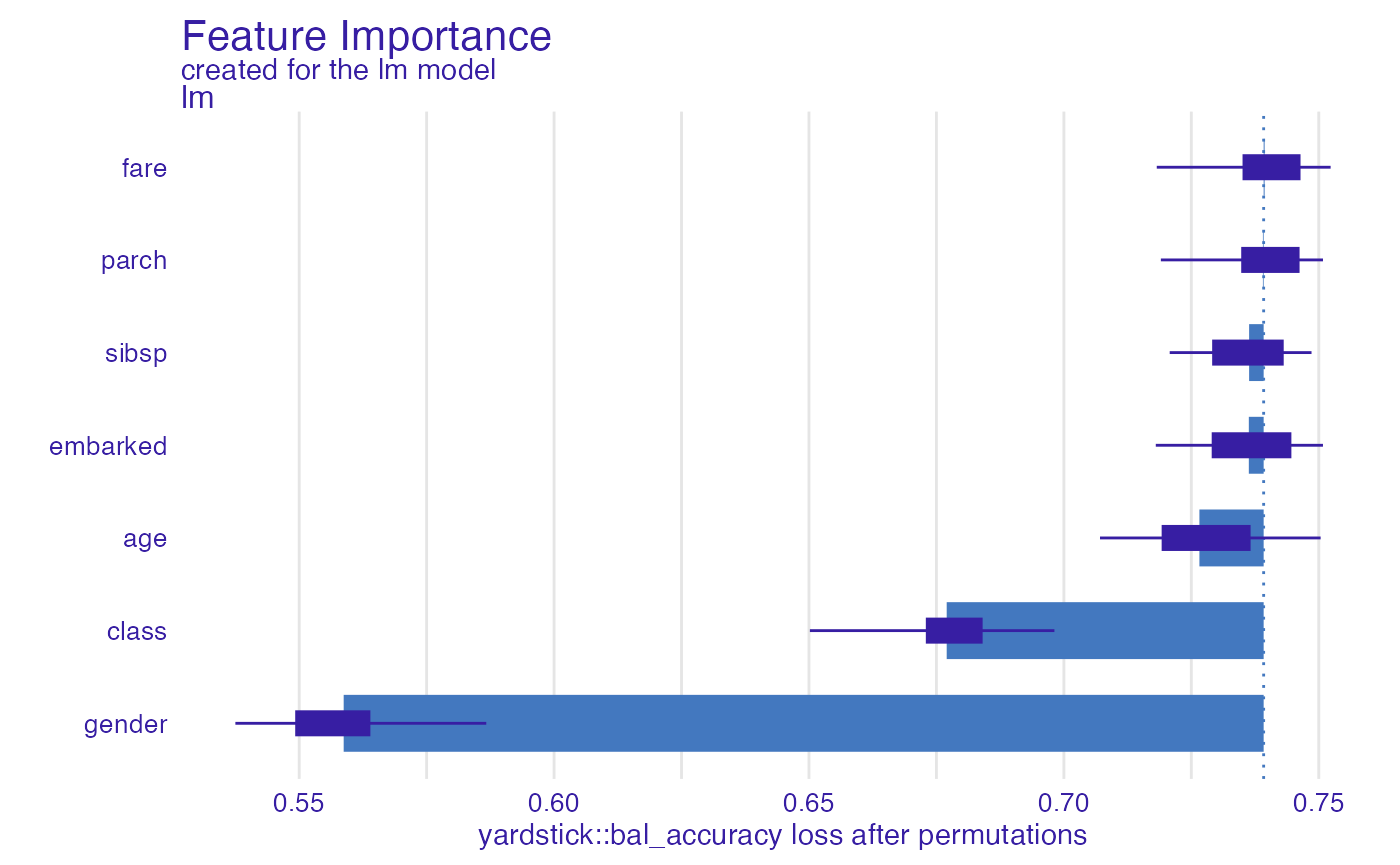 Feature Importance
created for the lm model
lm
fare
parch
sibsp
embarked
age
class
gender
0.55 0.60 0.65 0.70 0.75
yardstick::bal_accuracy loss after permutations